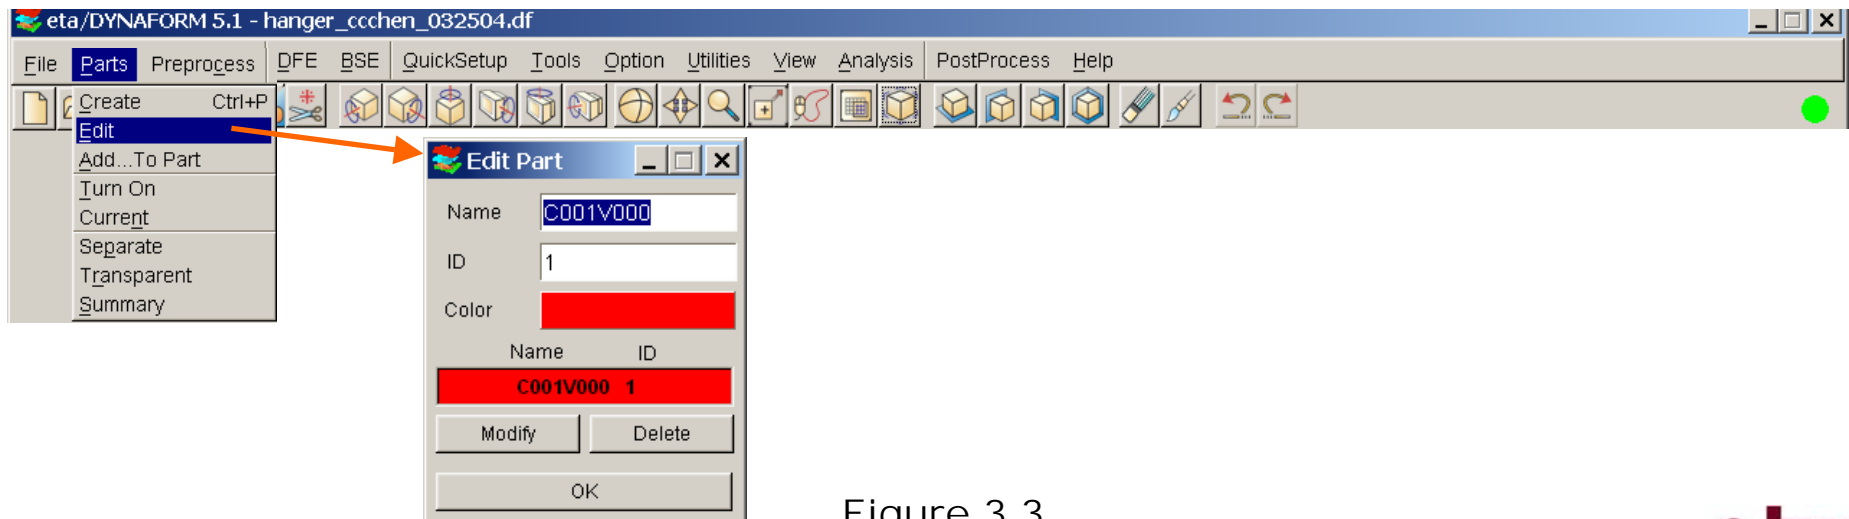 eta/DYNAFORM 5.1 - hanger_ccchen_032504.df
File Parts Preprocess DFE BSE QuickSetup Tools Option Utilities View Analysis PostProcess Help
Create Ctrl+P
Edit
Add...To Part
Turn On
Current
Separate
Transparent
Summary
Edit Part
Name C001V000
ID 1
Color
Name ID
C001V000 1
Modify Delete
OK
Figure 3.3